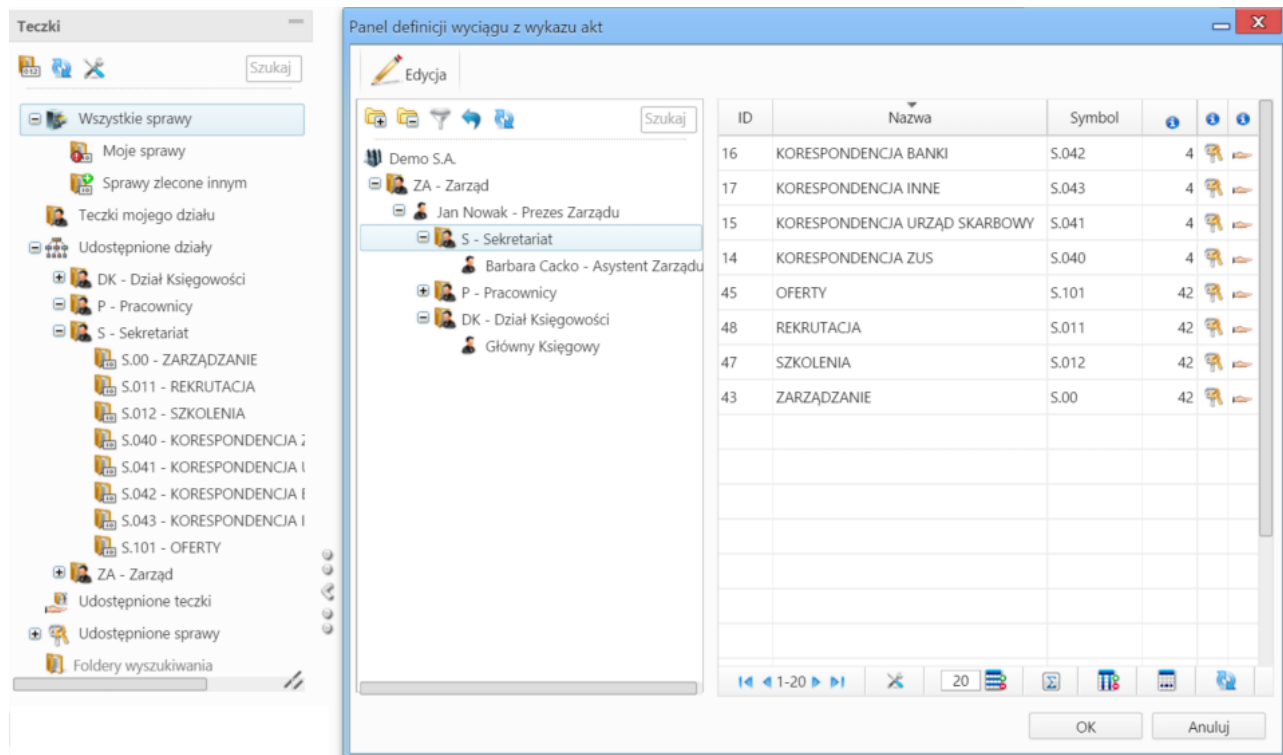 Teczki
Szukaj
Wszystkie sprawy
Moje sprawy
Sprawy zlecone innym
Teczki mojego działu
Udostępnione działy
DK - Dział Księgowości
P - Pracownicy
S - Sekretariat
S.00 - ZARZĄDZANIE
S.011 - REKRUTACJA
S.012 - SZKOLENIA
S.040 - KORESPONDENCJA Z
S.041 - KORESPONDENCJA U
S.042 - KORESPONDENCJA B
S.043 - KORESPONDENCJA I
S.101 - OFERTY
ZA - Zarząd
Udostępnione teczki
Udostępnione sprawy
Foldery wyszukiwania
Panel definicji wyciągu z wykazu akt
Edycja
Szukaj
Demo S.A.
ZA - Zarząd
Jan Nowak - Prezes Zarządu
S - Sekretariat
Barbara Cacko - Asystent Zarządu
P - Pracownicy
DK - Dział Księgowości
Główny Księgowy
ID Nazwa Symbol
16 KORESPONDENCJA BANKI S.042 4
17 KORESPONDENCJA INNE S.043 4
15 KORESPONDENCJA URZĄD SKARBOWY S.041 4
14 KORESPONDENCJA ZUS S.040 4
45 OFERTY S.101 42
48 REKRUTACJA S.011 42
47 SZKOLENIA S.012 42
43 ZARZĄDZANIE S.00 42
1-20 20
OK Anuluj